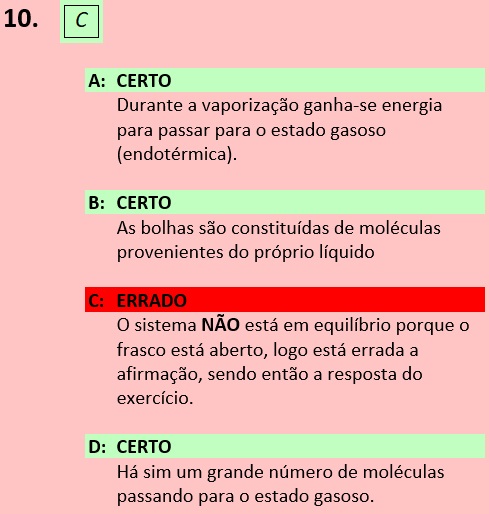 10. C
A: CERTO
Durante a vaporização ganha-se energia
para passar para o estado gasoso
(endotérmica).
B: CERTO
As bolhas são constituídas de moléculas
provenientes do próprio líquido
C: ERRADO
O sistema NÃO está em equilíbrio porque o
frasco está aberto, logo está errada a
afirmação, sendo então a resposta do
exercício.
D: CERTO
Há sim um grande número de moléculas
passando para o estado gasoso.